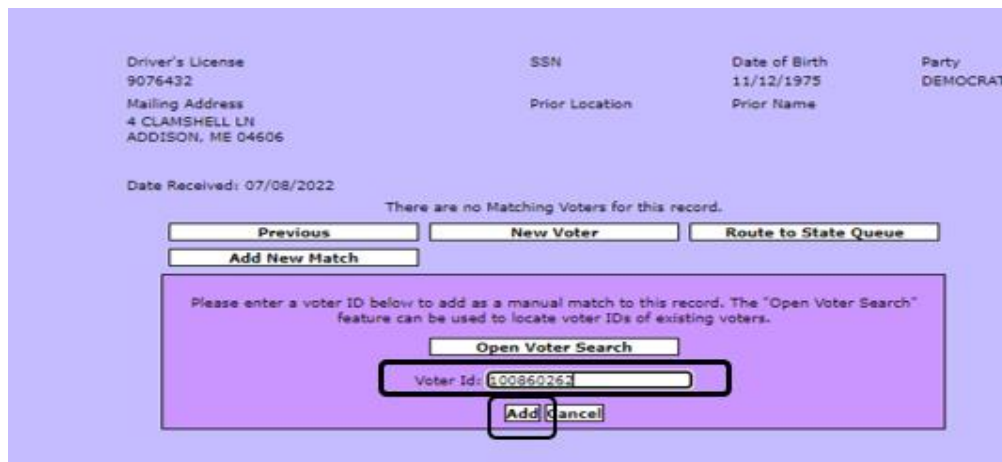 Driver's License SSN Date of Birth Party
9076432 11/12/1975 DEMOCRAT
Mailing Address Prior Location Prior Name
4 CLAMSHELL LN
ADDISON, ME 04606
Date Received: 07/08/2022
There are no Matching Voters for this record.
Previous New Voter Route to State Queue
Add New Match
Please enter a voter ID below to add as a manual match to this record. The "Open Voter Search"
feature can be used to locate voter IDs of existing voters.
Open Voter Search
Voter Id: 100860262
Add Cancel